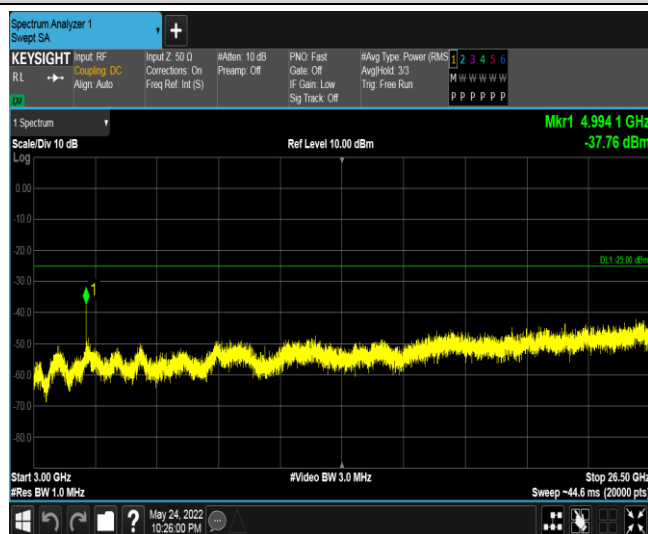 Spectrum Analyzer 1
Swept SA
+
KEYSIGHT Input: RF Input Z: 50 Ω #Atten: 10 dB PNO: Fast #Avg Type: Power (RMS 1 2 3 4 5 6
RL Coupling: DC Corrections: On Preamp: Off Gate: Off Avg|Hold: 3/3 M W W W W W
Align: Auto Freq Ref: Int (S) IF Gain: Low Trig: Free Run
Sig Track: Off P P P P P P
LXI
1 Spectrum
Mkr1 4.994 1 GHz
Scale/Div 10 dB Ref Level 10.00 dBm -37.76 dBm
Log
0.00
-10.0
-20.0
DL1 -25.00 dBm
-30.0
1
-40.0
-50.0
-60.0
-70.0
-80.0
Start 3.00 GHz #Video BW 3.0 MHz Stop 26.50 GHz
#Res BW 1.0 MHz Sweep ~44.6 ms (20000 pts)
? May 24, 2022
10:26:00 PM